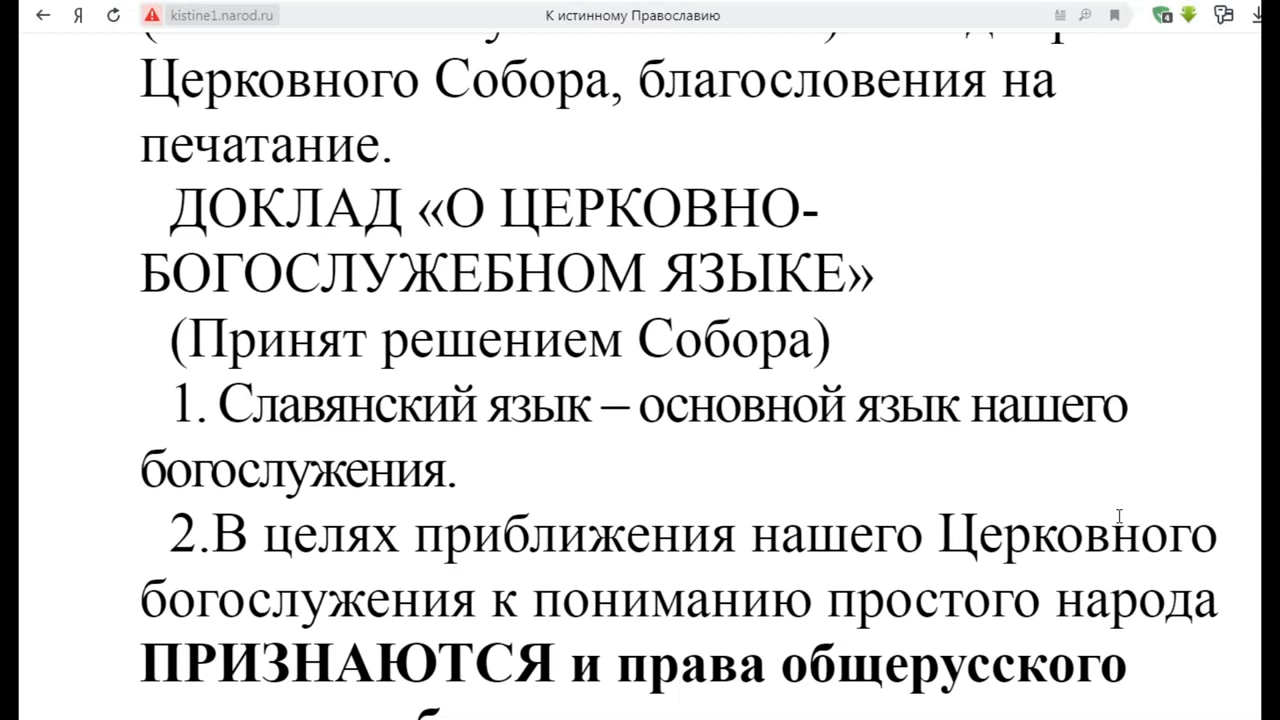 kistine1.narod.ru
К истинному Православию
Церковного Собора, благословения на
печатание.
ДОКЛАД «О ЦЕРКОВНО-
БОГОСЛУЖЕБНОМ ЯЗЫКЕ»
(Принят решением Собора)
1. Славянский язык – основной язык нашего
богослужения.
2.В целях приближения нашего Церковного
богослужения к пониманию простого народа
ПРИЗНАЮТСЯ и права общерусского